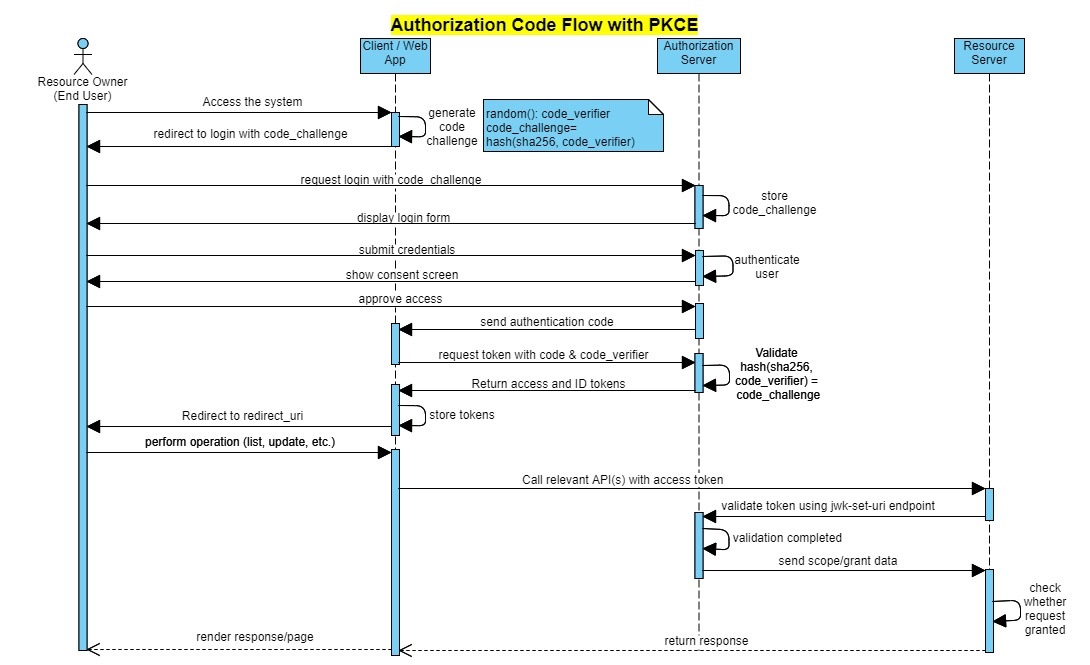 Authorization Code Flow with PKCE
Resource Owner
(End User)
Client / Web
App
Authorization
Server
Resource
Server
Access the system
generate
code
challenge
random(): code_verifier
code_challenge=
hash(sha256, code_verifier)
redirect to login with code_challenge
request login with code_challenge
store
code_challenge
display login form
submit credentials
authenticate
user
show consent screen
approve access
send authentication code
request token with code & code_verifier
Validate
hash(sha256,
code_verifier) =
code_challenge
Return access and ID tokens
store tokens
Redirect to redirect_uri
perform operation (list, update, etc.)
Call relevant API(s) with access token
validate token using jwk-set-uri endpoint
validation completed
send scope/grant data
check
whether
request
granted
return response
render response/page